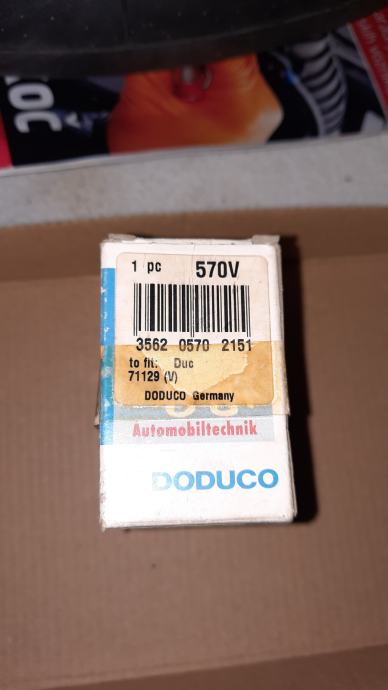 1 pc 570V
3562 0570 2151
to fit: Duc
71129 (V)
DODUCO Germany
Automobiltechnik
DODUCO